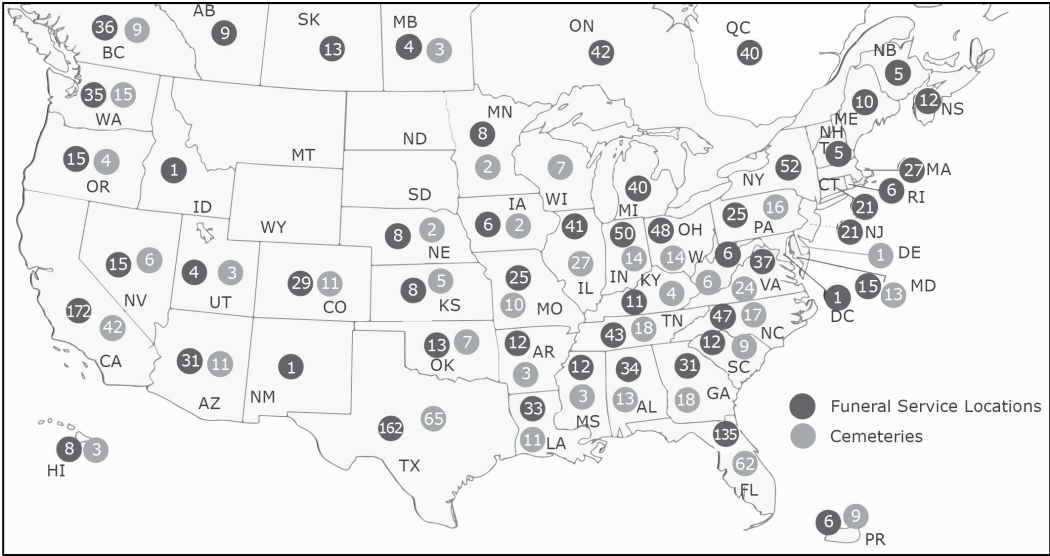 AB
36 9
BC
9
SK
13
MB
4 3
ON
42
QC
40
NB
5
12 NS
10
ME
NH
5
35 15
WA
15 4
OR
1
ID
MT
WY
ND
SD
MN
8
2
7
WI
40
MI
52
NY
CT
27 MA
6 RI
21
21 NJ
1 DE
15 13 MD
1
DC
IA
6 2
8 2
NE
41
27
IL
50
14
IN
48 OH
14
25 16
PA
W
6
6
37
24 VA
15 6
NV
4 3
UT
29 11
CO
8 5
KS
25
10 MO
KY
11 4
TN
43 18
47 17
NC
12 9
SC
172
42
CA
31 11
AZ
1
NM
13 7
OK
12 AR
3
12
3
MS
34
13 AL
31
18 GA
162 65
TX
33
11 LA
135
62
FL
8 3
HI
6 9
PR
Funeral Service Locations
Cemeteries